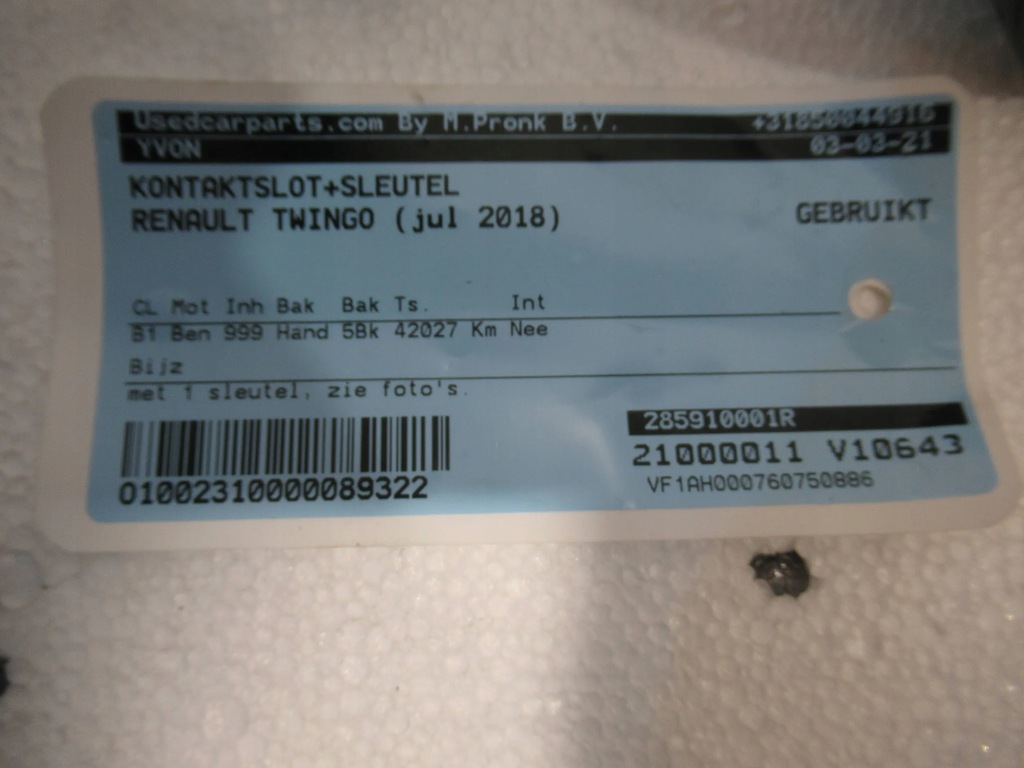 Usedcarparts.com By M.Pronk B.V. +31850044916
YVON 03-03-21
KONTAKTSLOT+SLEUTEL
RENAULT TWINGO (jul 2018) GEBRUIKT
CL Mot Inh Bak Bak Ts. Int
B1 Ben 999 Hand 5Bk 42027 Km Nee
Bijz
met 1 sleutel, zie foto's.
285910001R
21000011 V10643
01002310000089322 VF1AH000760750886